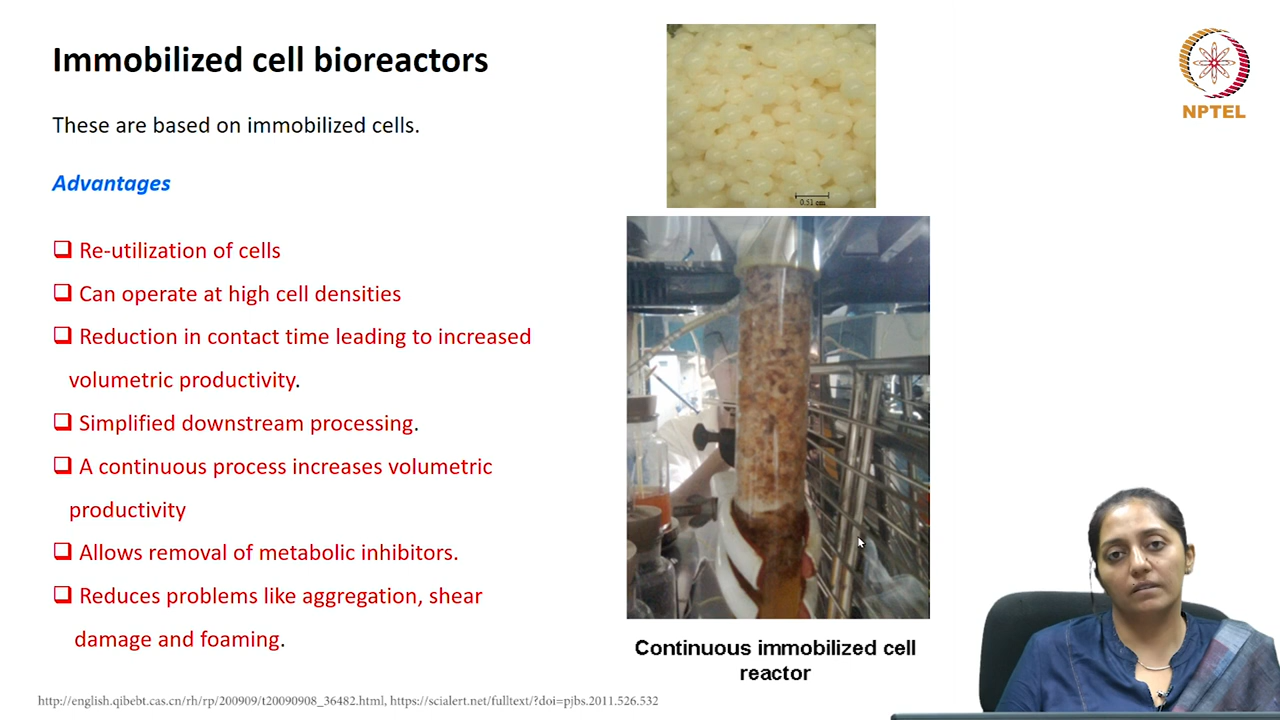 Immobilized cell bioreactors
These are based on immobilized cells.
Advantages
Re-utilization of cells
Can operate at high cell densities
Reduction in contact time leading to increased
volumetric productivity.
Simplified downstream processing.
A continuous process increases volumetric
productivity
Allows removal of metabolic inhibitors.
Reduces problems like aggregation, shear
damage and foaming.
0.51 cm
Continuous immobilized cell
reactor
NPTEL
http://english.qibebt.cas.cn/rh/rp/200909/t20090908_36482.html, https://scialert.net/fulltext/?doi=pjbs.2011.526.532